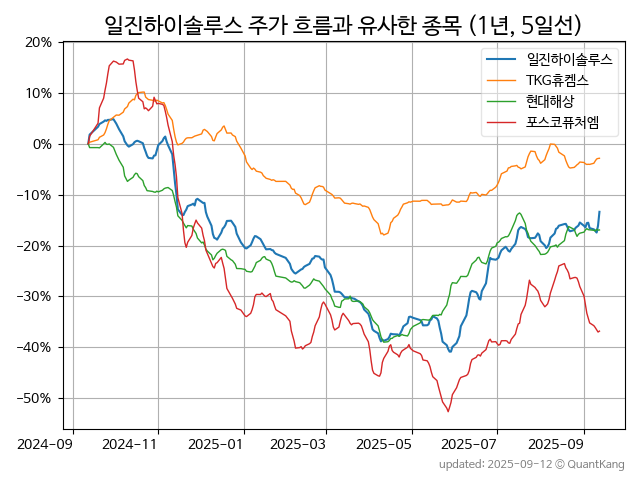 일진하이솔루스 주가 흐름과 유사한 종목 (1년, 5일선)
일진하이솔루스
TKG휴켐스
현대해상
포스코퓨처엠
20%
10%
0%
−10%
−20%
−30%
−40%
−50%
2024-09
2024-11
2025-01
2025-03
2025-05
2025-07
2025-09
updated: 2025-09-12 © QuantKang